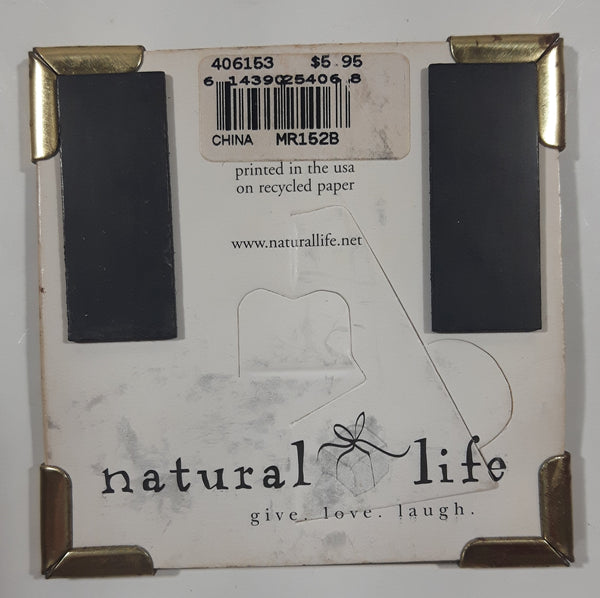 406153 $5.95
6 14390 25406 8
CHINA MR152B
printed in the usa
on recycled paper
www.naturallife.net
natural life
give. love. laugh.